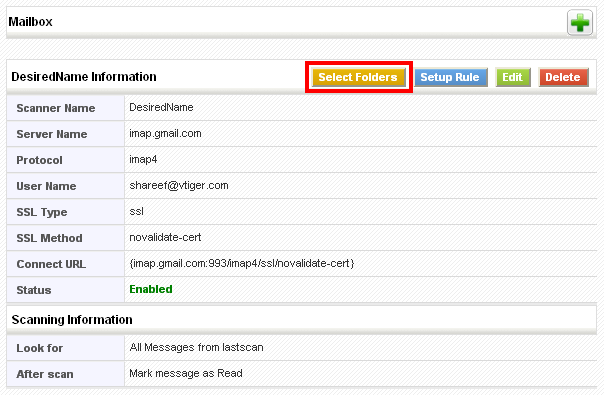 Mailbox
DesiredName Information Select Folders Setup Rule Edit Delete
Scanner Name DesiredName
Server Name imap.gmail.com
Protocol imap4
User Name shareef@vtiger.com
SSL Type ssl
SSL Method novalidate-cert
Connect URL {imap.gmail.com:993/imap4/ssl/novalidate-cert}
Status Enabled
Scanning Information
Look for All Messages from lastscan
After scan Mark message as Read